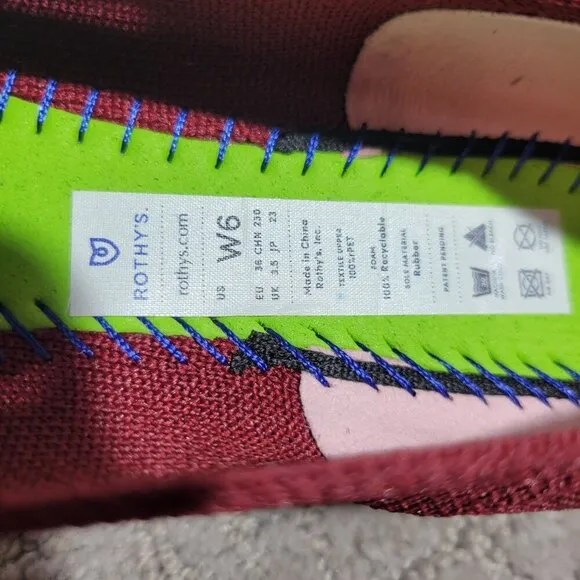 ROTHY'S.
rothys.com
US W6
EU 36 CHN 230
UK 3.5 JP 23
Made in China
Rothy's, Inc.
TEXTILE UPPER
100% rPET
FOAM
100% Recyclable
SOLE MATERIAL
Rubber
PATENT PENDING